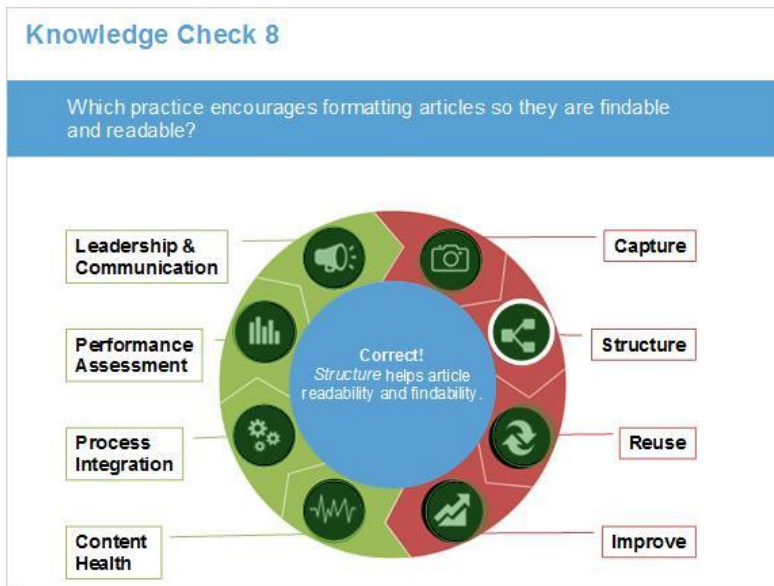 Knowledge Check 8
Which practice encourages formatting articles so they are findable
and readable?
Leadership &
Communication
Capture
Performance
Assessment
Structure
Correct!
Structure helps article
readability and findability.
Process
Integration
Reuse
Content
Health
Improve